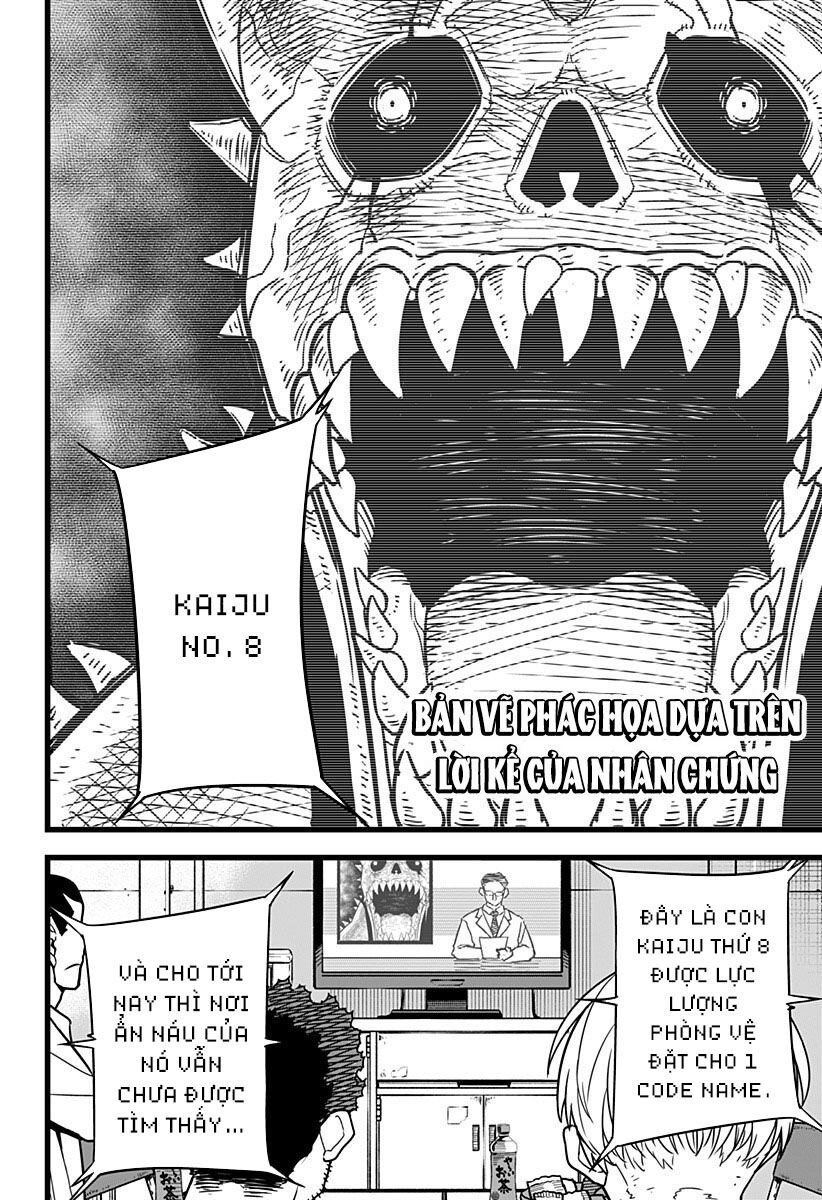 KAIJU
NO. 8
BẢN VẼ PHÁC HỌA DỰA TRÊN
LỜI KỂ CỦA NHÂN CHỨNG
ĐÂY LÀ CON
KAIJU THỨ 8
ĐƯỢC LỰC
LƯỢNG
PHÒNG VỆ
ĐẶT CHO 1
CODE NAME.
VÀ CHO TỚI
NAY THÌ NƠI
ẨN NÁU CỦA
NÓ VẪN
CHƯA ĐƯỢC
TÌM THẤY...
お茶